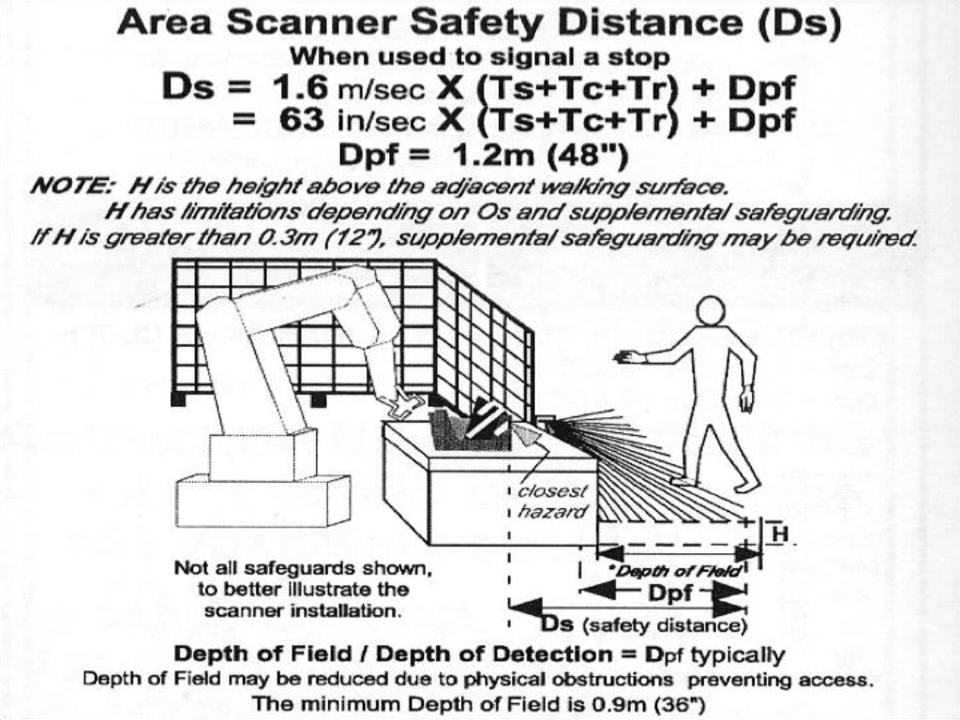 Area Scanner Safety Distance (Ds)
When used to signal a stop
Ds = 1.6 m/sec X (Ts+Tc+Tr) + Dpf
= 63 in/sec X (Ts+Tc+Tr) + Dpf
Dpf = 1.2m (48")
NOTE: H is the height above the adjacent walking surface.
H has limitations depending on Os and supplemental safeguarding.
If H is greater than 0.3m (12"), supplemental safeguarding may be required.
closest
hazard
H
Not all safeguards shown,
to better illustrate the
scanner installation.
*Depth of Field
Dpf
Ds (safety distance)
Depth of Field / Depth of Detection = Dpf typically
Depth of Field may be reduced due to physical obstructions preventing access.
The minimum Depth of Field is 0.9m (36")